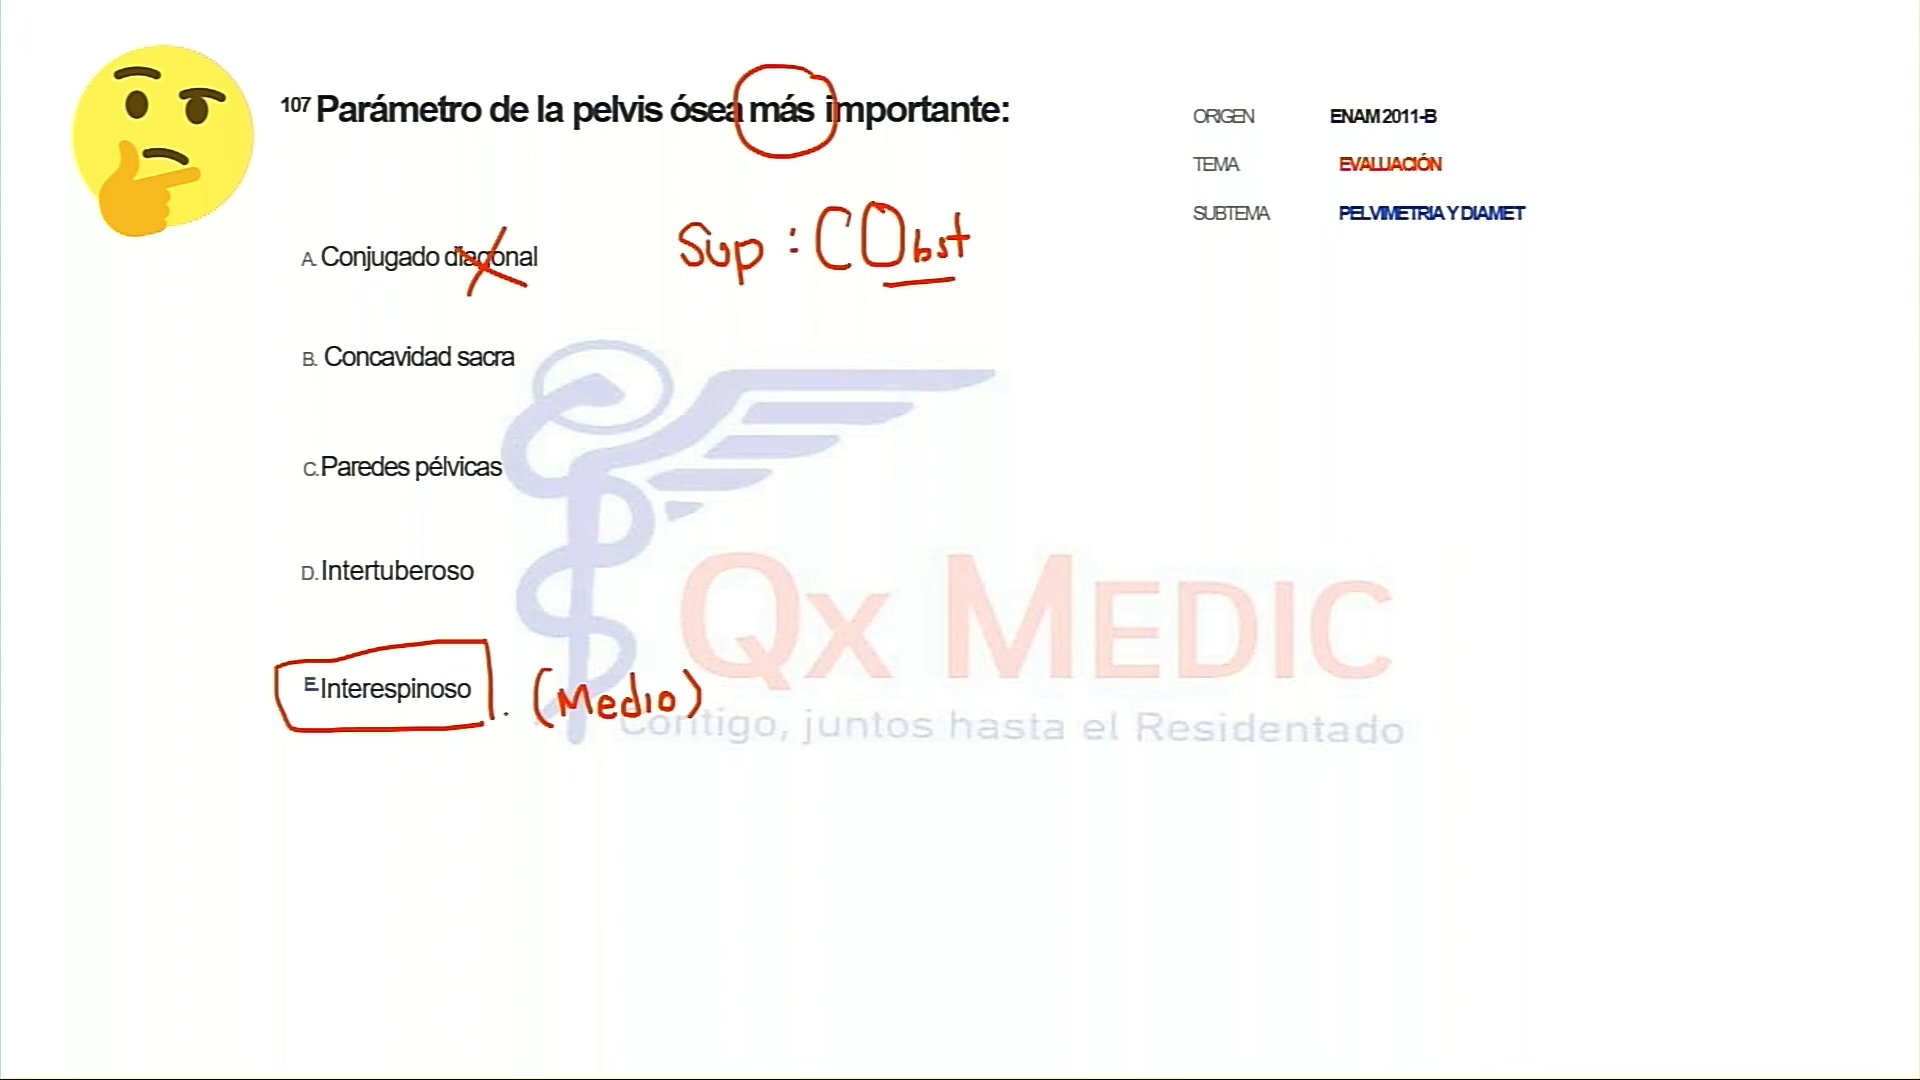 107 Parámetro de la pelvis ósea más importante:
ORIGEN ENAM 2011-B
TEMA EVALUACIÓN
SUBTEMA PELVIMETRIA Y DIAMET
Sup : CObst
A. Conjugado diagonal
B. Concavidad sacra
C. Paredes pélvicas
D. Intertuberoso
E. Interespinoso . (Medio)
Qx MEDIC
Contigo, juntos hasta el Residentado